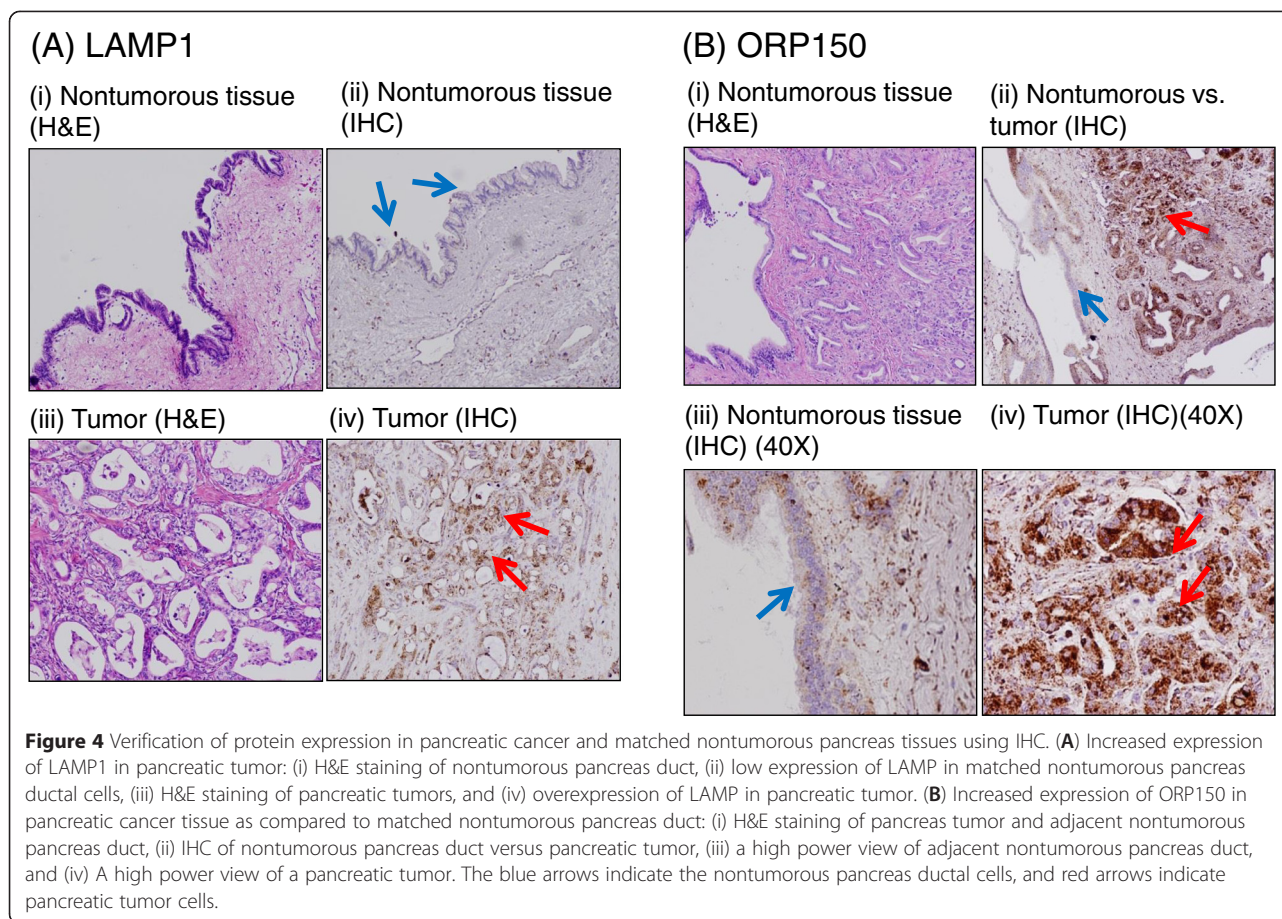 (A) LAMP1
(i) Nontumorous tissue
(H&E)
(ii) Nontumorous tissue
(IHC)
(iii) Tumor (H&E)
(iv) Tumor (IHC)
(B) ORP150
(i) Nontumorous tissue
(H&E)
(ii) Nontumorous vs.
tumor (IHC)
(iii) Nontumorous tissue
(IHC) (40X)
(iv) Tumor (IHC)(40X)
Figure 4 Verification of protein expression in pancreatic cancer and matched nontumorous pancreas tissues using IHC. (A) Increased expression
of LAMP1 in pancreatic tumor: (i) H&E staining of nontumorous pancreas duct, (ii) low expression of LAMP in matched nontumorous pancreas
ductal cells, (iii) H&E staining of pancreatic tumors, and (iv) overexpression of LAMP in pancreatic tumor. (B) Increased expression of ORP150 in
pancreatic cancer tissue as compared to matched nontumorous pancreas duct: (i) H&E staining of pancreas tumor and adjacent nontumorous
pancreas duct, (ii) IHC of nontumorous pancreas duct versus pancreatic tumor, (iii) a high power view of adjacent nontumorous pancreas duct,
and (iv) A high power view of a pancreatic tumor. The blue arrows indicate the nontumorous pancreas ductal cells, and red arrows indicate
pancreatic tumor cells.